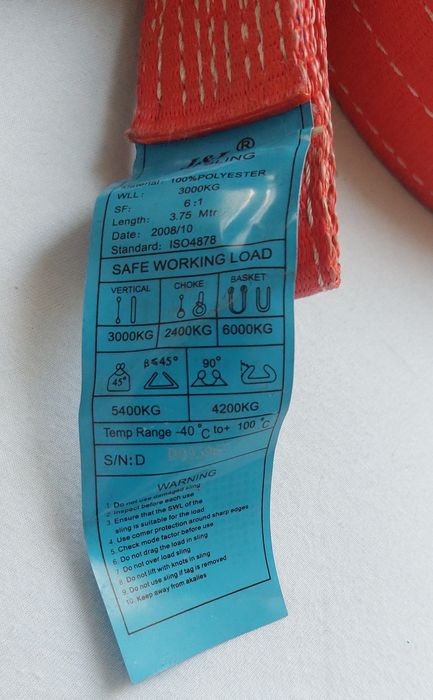 ®
Material: 100%POLYESTER
WLL: 3000KG
SF: 6:1
Length: 3.75 Mtr
Date: 2008/10
Standard: ISO4878
SAFE WORKING LOAD
VERTICAL CHOKE BASKET
3000KG 2400KG 6000KG
45° β≤45° 90°
5400KG 4200KG
Temp Range -40°C to+ 100°C
S/N:D
WARNING
1 Do not use damaged sling
2 Inspect before each use
3 Ensure that the SWL of the
sling is suitable for the load
4. Use corner protection around sharp edges
5. Check mode factor before use
6 Do not drag the load in sling
7 Do not over load sling
8 Do not lift with knots in sling
9. Do not use sling if tag is removed
10. Keep away from akalies